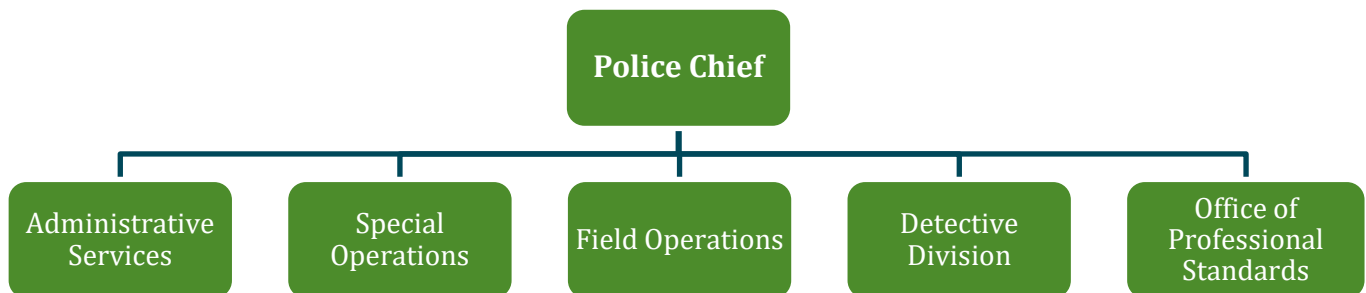 Police Chief
Administrative
Services
Special
Operations
Field Operations
Detective
Division
Office of
Professional
Standards